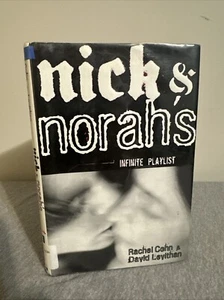 nick &
norah's
INFINITE PLAYLIST
Rachel Cohn &
David Levithan